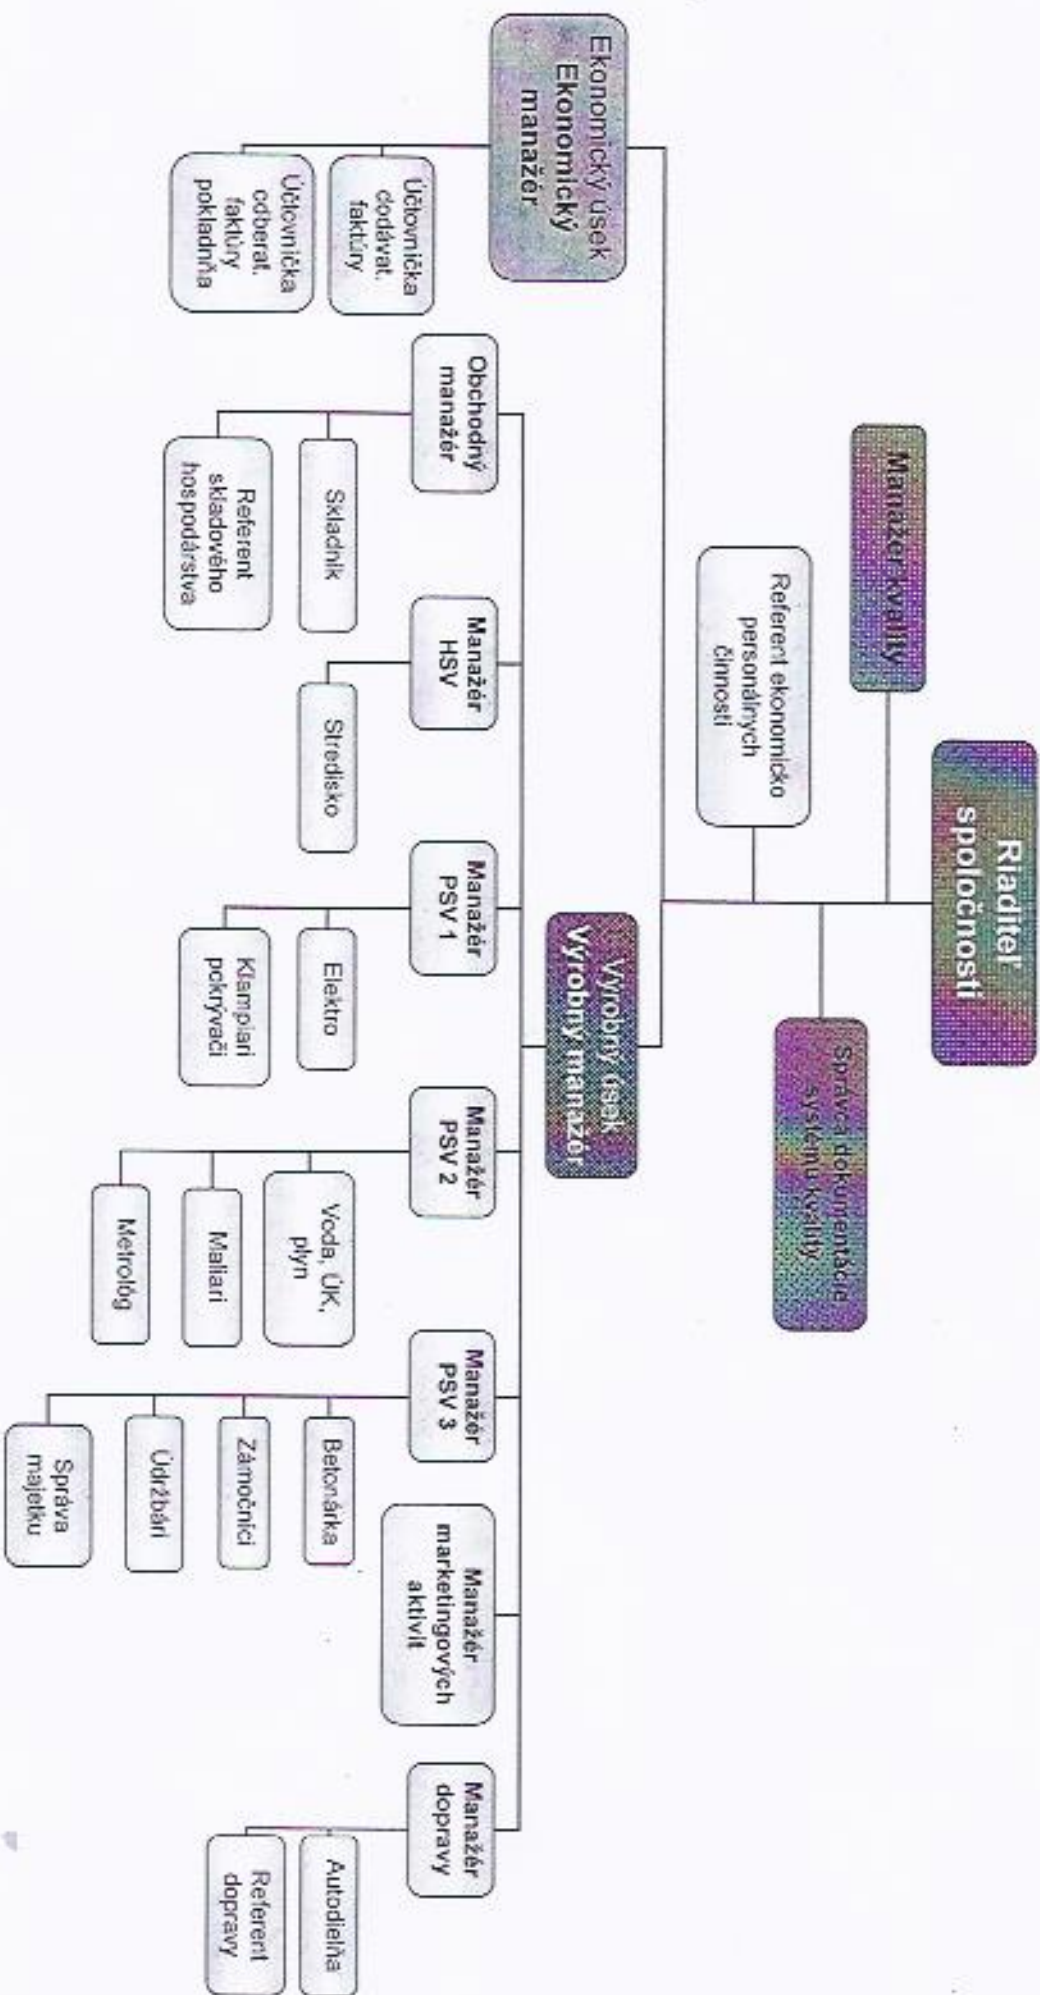 Riaditeľ
spoločnosti
Manažér kvality
Správca dokumentácie
systému kvality
Referent ekonomicko
personálnych
činností
Ekonomický úsek
Ekonomický
manažér
Výrobný úsek
Výrobný manažér
Účtovníčka
dodávat.
faktúry
Účtovníčka
odberat.
faktúry
pokladňa
Obchodný
manažér
Skladník
Referent
skladového
hospodárstva
Manažér
HSV
Stredisko
Manažér
PSV 1
Elektro
Klampiari
pokrývači
Manažér
PSV 2
Voda, ÚK,
plyn
Maliari
Metrológ
Manažér
PSV 3
Betonárka
Zámočníci
Údržbári
Správa
majetku
Manažér
marketingových
aktivít
Manažér
dopravy
Autodielňa
Referent
dopravy